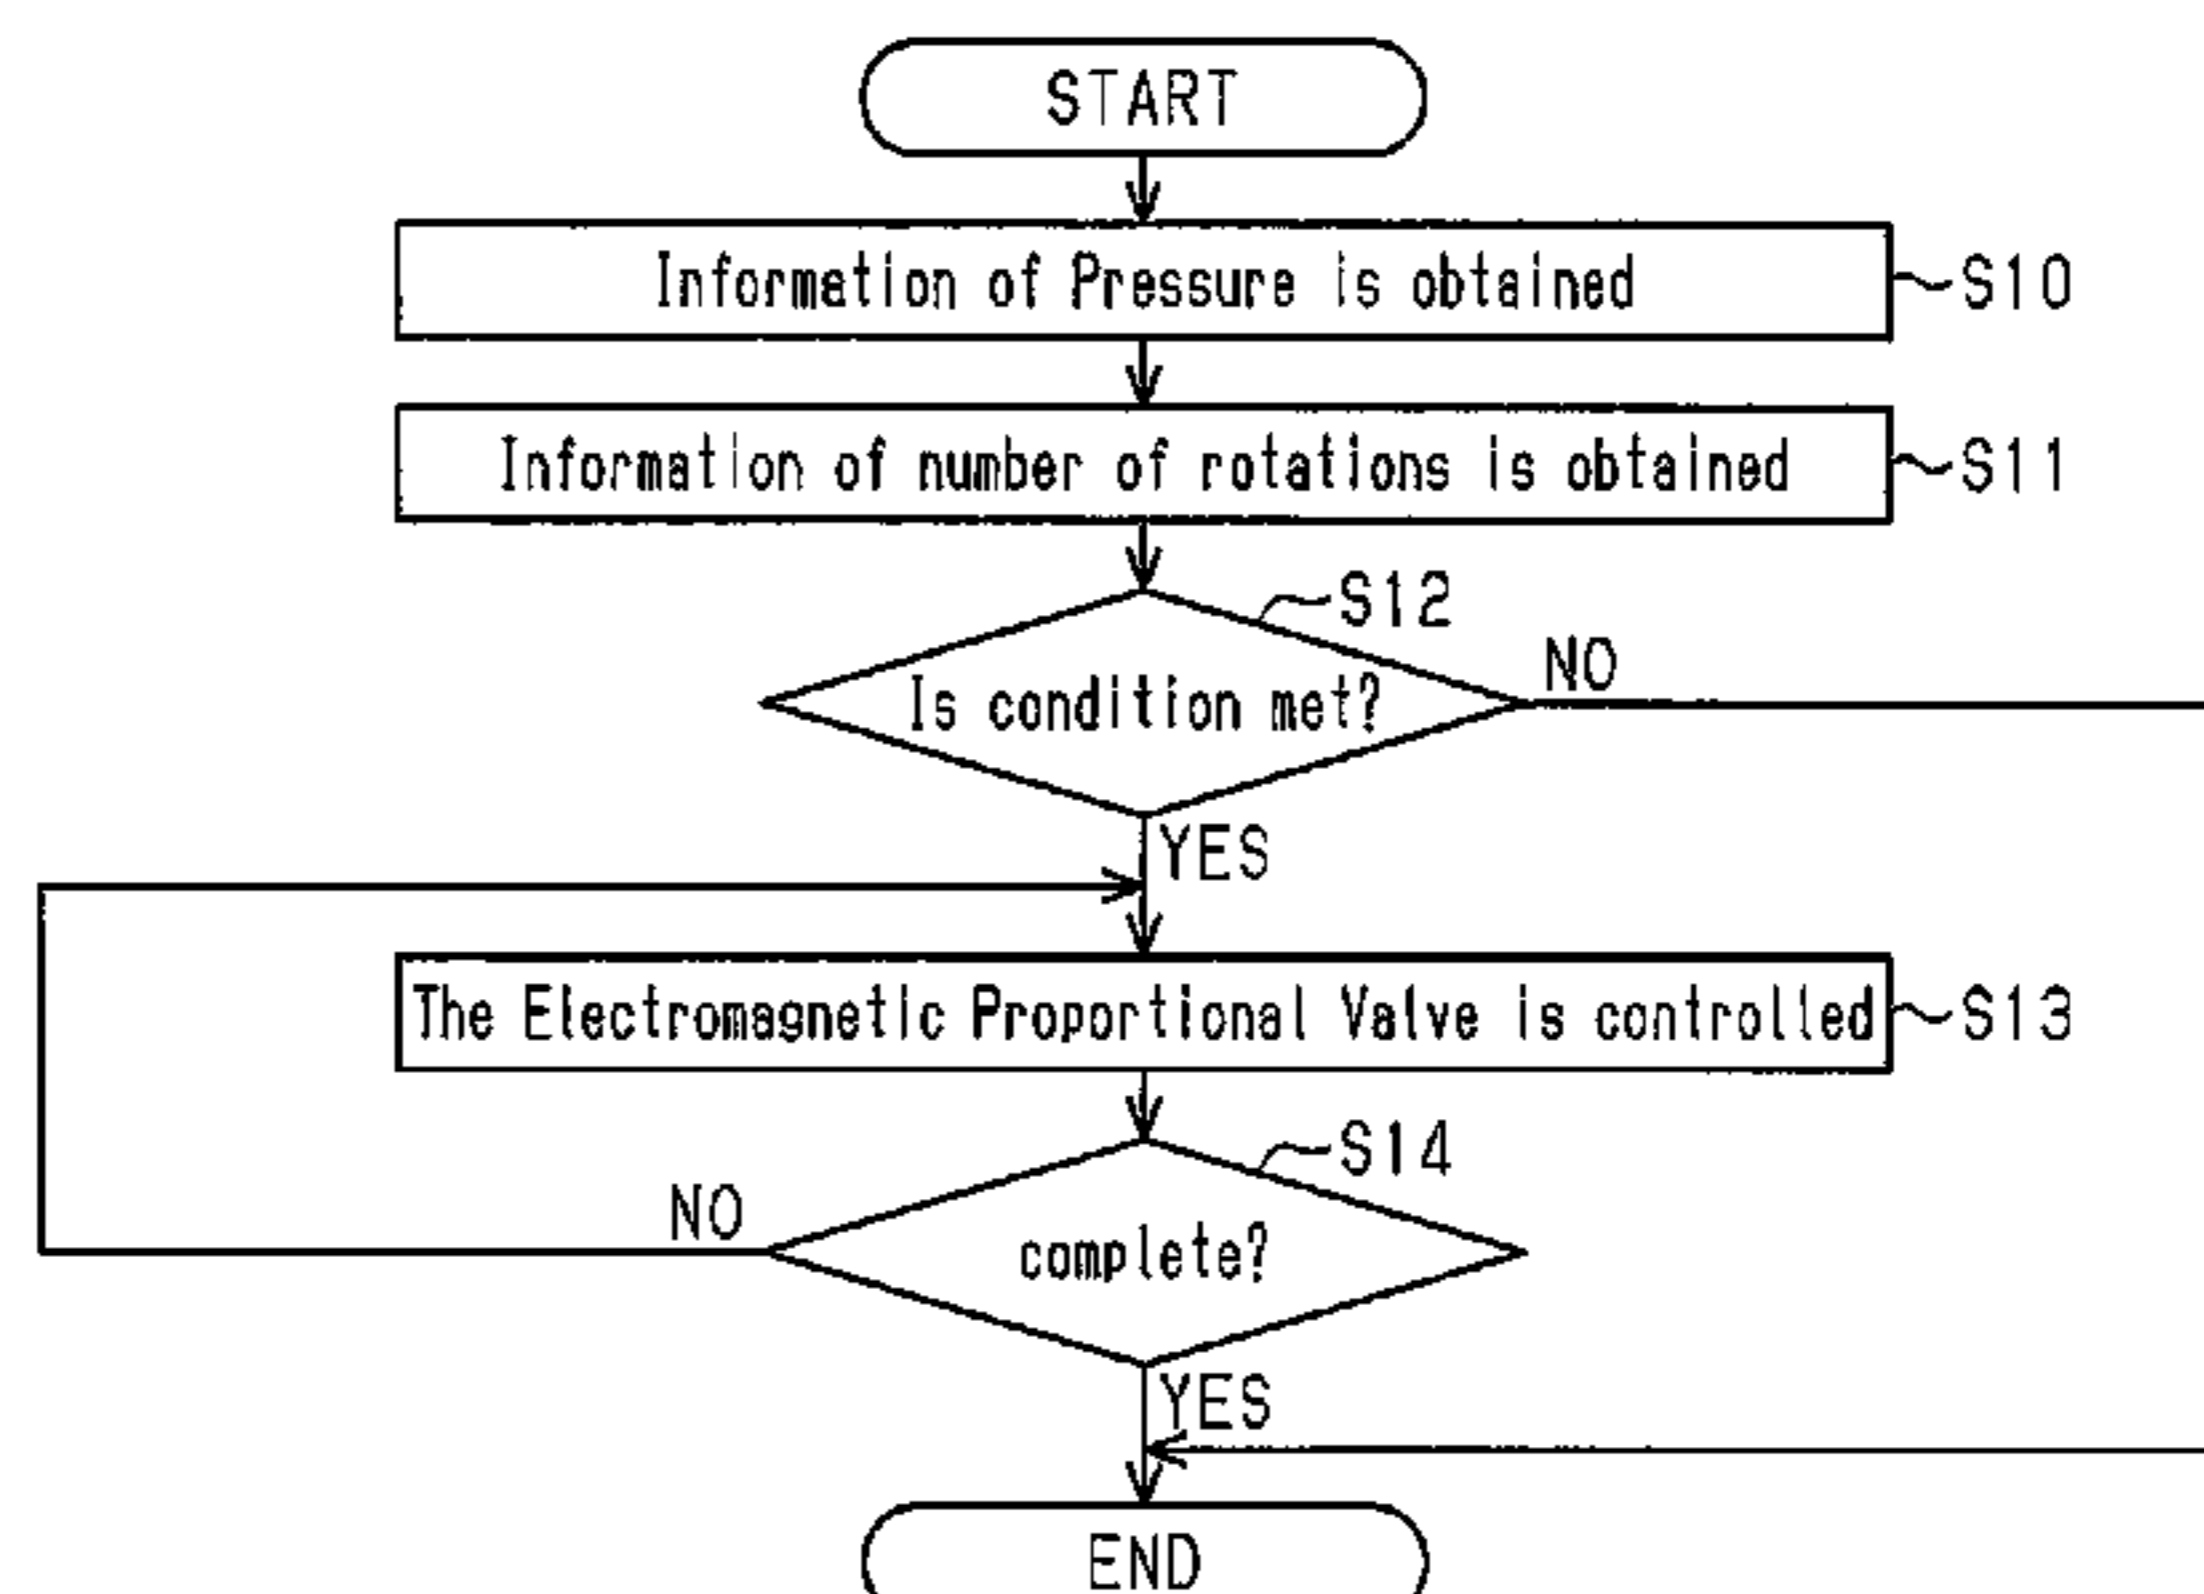 START
Information of Pressure is obtained
S10
Information of number of rotations is obtained
S11
S12
Is condition met?
NO
YES
The Electromagnetic Proportional Valve is controlled
S13
S14
NO
complete?
YES
END